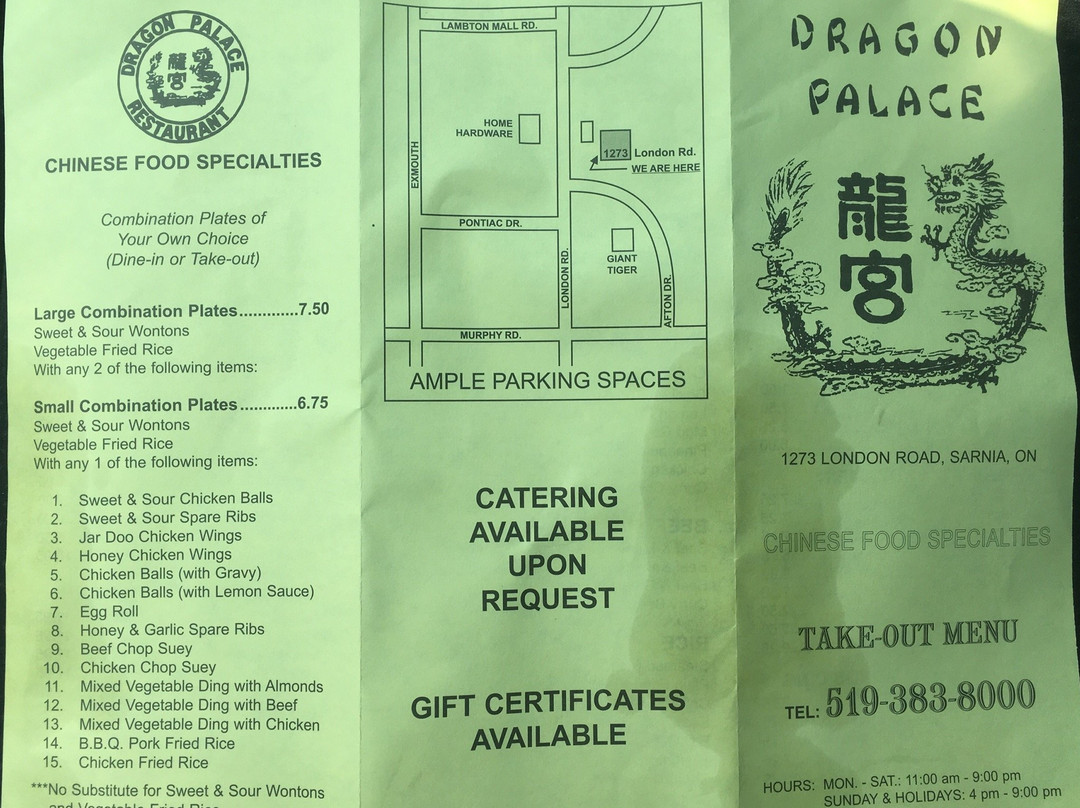 DRAGON PALACE
龍
宮
RESTAURANT
CHINESE FOOD SPECIALTIES
Combination Plates of
Your Own Choice
(Dine-in or Take-out)
Large Combination Plates.............7.50
Sweet & Sour Wontons
Vegetable Fried Rice
With any 2 of the following items:
Small Combination Plates.............6.75
Sweet & Sour Wontons
Vegetable Fried Rice
With any 1 of the following items:
1. Sweet & Sour Chicken Balls
2. Sweet & Sour Spare Ribs
3. Jar Doo Chicken Wings
4. Honey Chicken Wings
5. Chicken Balls (with Gravy)
6. Chicken Balls (with Lemon Sauce)
7. Egg Roll
8. Honey & Garlic Spare Ribs
9. Beef Chop Suey
10. Chicken Chop Suey
11. Mixed Vegetable Ding with Almonds
12. Mixed Vegetable Ding with Beef
13. Mixed Vegetable Ding with Chicken
14. B.B.Q. Pork Fried Rice
15. Chicken Fried Rice
***No Substitute for Sweet & Sour Wontons
and Vegetable Fried Rice
LAMBTON MALL RD.
HOME
HARDWARE
EXMOUTH
1273 London Rd.
WE ARE HERE
PONTIAC DR.
GIANT
TIGER
LONDON RD.
AFTON DR.
MURPHY RD.
AMPLE PARKING SPACES
CATERING
AVAILABLE
UPON
REQUEST
GIFT CERTIFICATES
AVAILABLE
DRAGON
PALACE
龍
宮
1273 LONDON ROAD, SARNIA, ON
CHINESE FOOD SPECIALTIES
TAKE-OUT MENU
TEL: 519-383-8000
HOURS: MON. - SAT.: 11:00 am - 9:00 pm
SUNDAY & HOLIDAYS: 4 pm - 9:00 pm